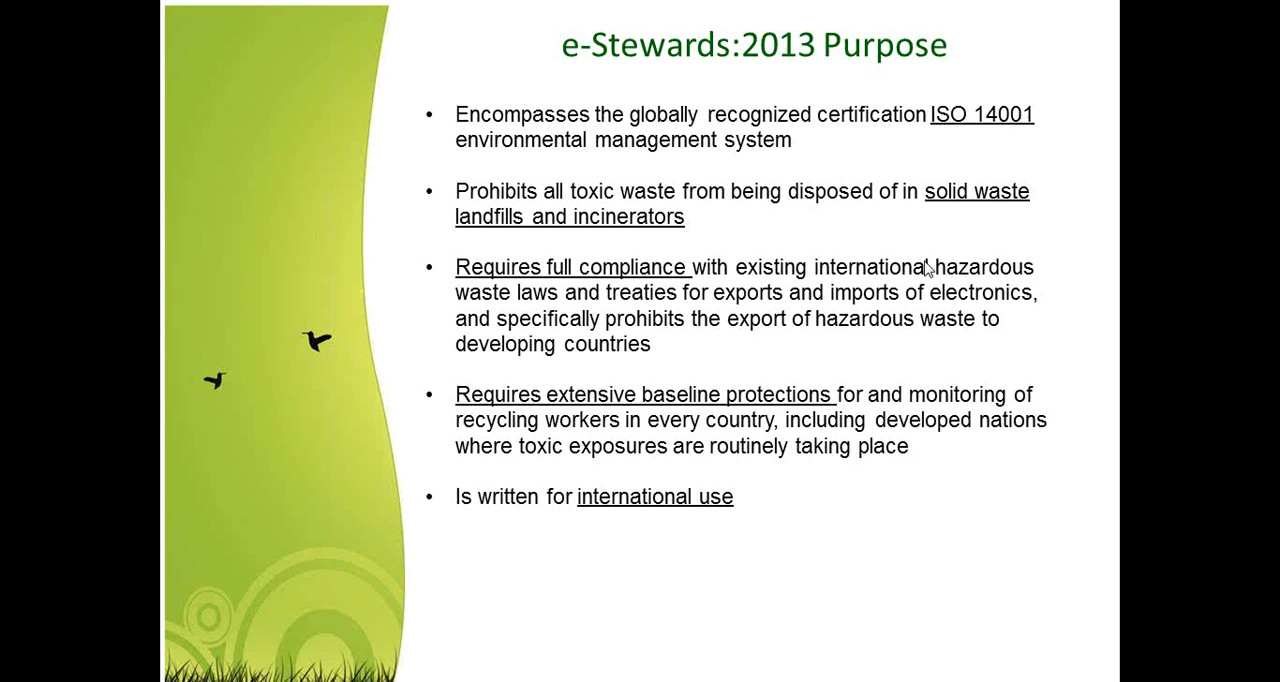 e-Stewards:2013 Purpose
• Encompasses the globally recognized certification ISO 14001
environmental management system
• Prohibits all toxic waste from being disposed of in solid waste
landfills and incinerators
• Requires full compliance with existing international hazardous
waste laws and treaties for exports and imports of electronics,
and specifically prohibits the export of hazardous waste to
developing countries
• Requires extensive baseline protections for and monitoring of
recycling workers in every country, including developed nations
where toxic exposures are routinely taking place
• Is written for international use